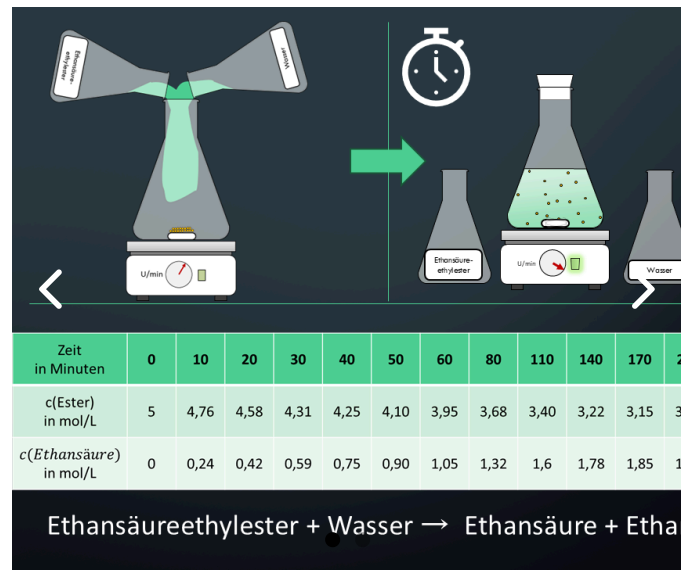 Ethansäure-
ethylester
Wasser
U/min
Ethansäure-
ethylester
U/min
Wasser
Zeit
in Minuten 0 10 20 30 40 50 60 80 110 140 170 2
c(Ester)
in mol/L 5 4,76 4,58 4,31 4,25 4,10 3,95 3,68 3,40 3,22 3,15 3
c(Ethansäure)
in mol/L 0 0,24 0,42 0,59 0,75 0,90 1,05 1,32 1,6 1,78 1,85 1
Ethansäureethylester + Wasser → Ethansäure + Etha